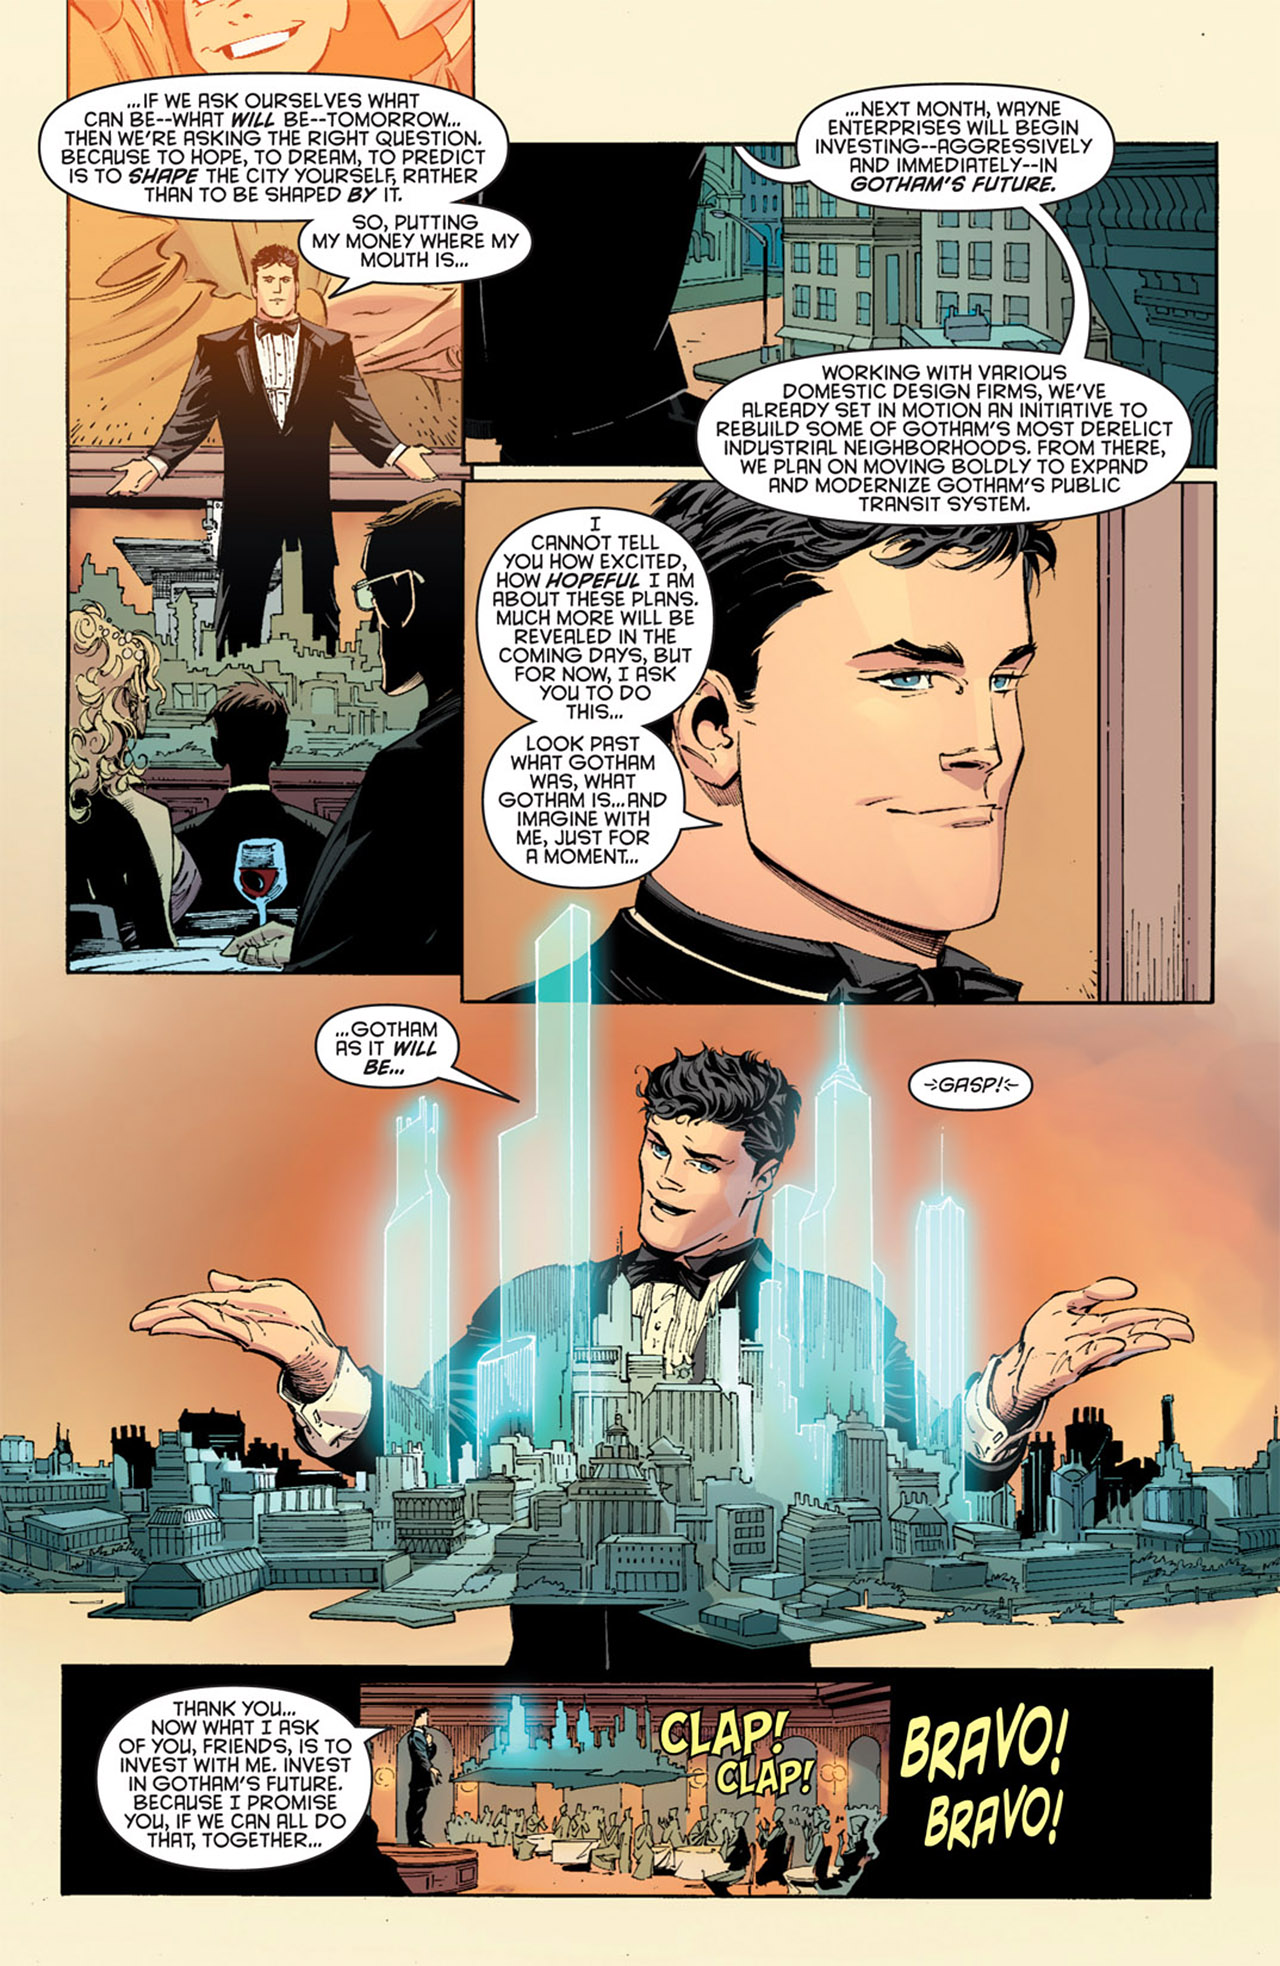 ...IF WE ASK OURSELVES WHAT
CAN BE--WHAT WILL BE--TOMORROW...
THEN WE'RE ASKING THE RIGHT QUESTION.
BECAUSE TO HOPE, TO DREAM, TO PREDICT
IS TO SHAPE THE CITY YOURSELF, RATHER
THAN TO BE SHAPED BY IT.
SO, PUTTING
MY MONEY WHERE MY
MOUTH IS...
...NEXT MONTH, WAYNE
ENTERPRISES WILL BEGIN
INVESTING--AGGRESSIVELY
AND IMMEDIATELY--IN
GOTHAM'S FUTURE.
WORKING WITH VARIOUS
DOMESTIC DESIGN FIRMS, WE'VE
ALREADY SET IN MOTION AN INITIATIVE TO
REBUILD SOME OF GOTHAM'S MOST DERELICT
INDUSTRIAL NEIGHBORHOODS. FROM THERE,
WE PLAN ON MOVING BOLDLY TO EXPAND
AND MODERNIZE GOTHAM'S PUBLIC
TRANSIT SYSTEM.
I
CANNOT TELL
YOU HOW EXCITED,
HOW HOPEFUL I AM
ABOUT THESE PLANS.
MUCH MORE WILL BE
REVEALED IN THE
COMING DAYS, BUT
FOR NOW, I ASK
YOU TO DO
THIS...
LOOK PAST
WHAT GOTHAM
WAS, WHAT
GOTHAM IS...AND
IMAGINE WITH
ME, JUST FOR
A MOMENT...
...GOTHAM
AS IT WILL
BE...
GASP!
THANK YOU...
NOW WHAT I ASK
OF YOU, FRIENDS, IS TO
INVEST WITH ME. INVEST
IN GOTHAM'S FUTURE.
BECAUSE I PROMISE
YOU, IF WE CAN ALL DO
THAT, TOGETHER...
CLAP!
CLAP!
BRAVO!
BRAVO!